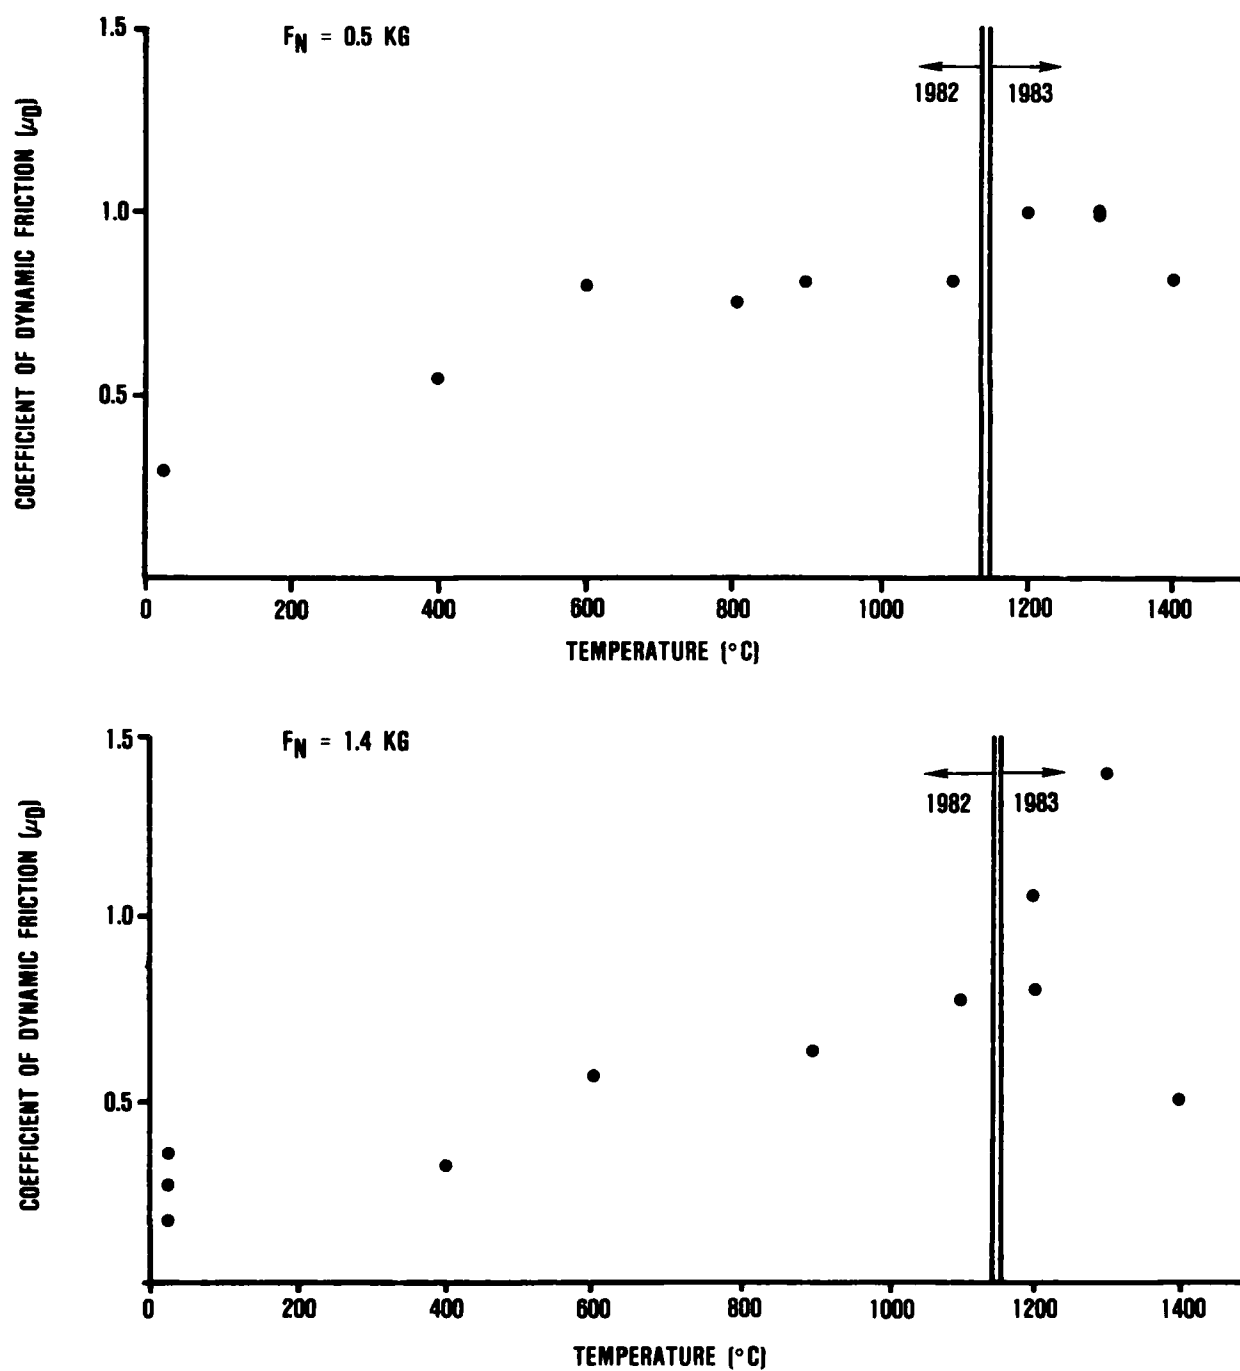 1.5
F_N = 0.5 KG
1982 1983
1.0
0.5
COEFFICIENT OF DYNAMIC FRICTION (μD)
0 200 400 600 800 1000 1200 1400
TEMPERATURE (°C)
1.5
F_N = 1.4 KG
1982 1983
1.0
0.5
COEFFICIENT OF DYNAMIC FRICTION (μD)
0 200 400 600 800 1000 1200 1400
TEMPERATURE (°C)